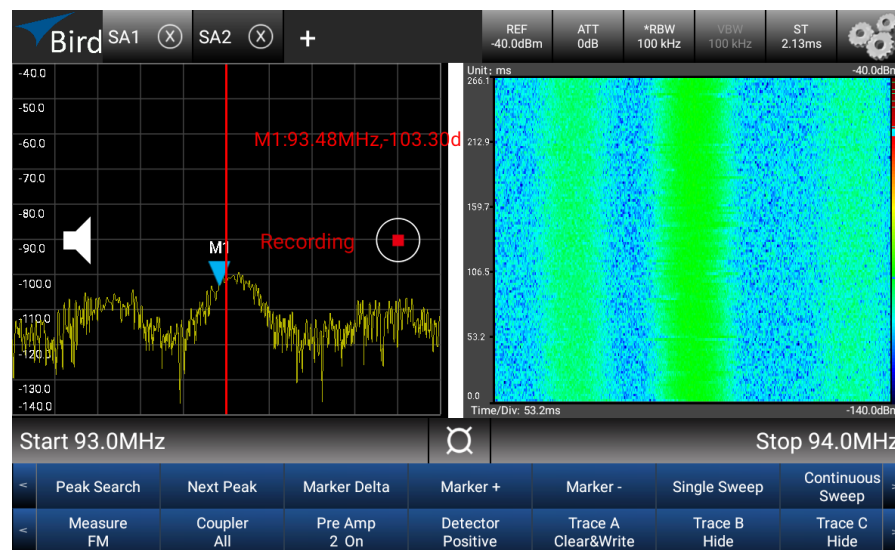 Bird SA1 X SA2 X +
REF
-40.0dBm
ATT
0dB
*RBW
100 kHz
VBW
100 kHz
ST
2.13ms
-40.0
-50.0
-60.0
-70.0
-80.0
-90.0
-100.0
-110.0
-120.0
-130.0
-140.0
M1:93.48MHz,-103.30d
Recording
M1
Unit: ms
-40.0dBm
266.1
212.9
159.7
106.5
53.2
0.0
Time/Div: 53.2ms
-140.0dBm
Start 93.0MHz
Stop 94.0MHz
< Peak Search
Next Peak
Marker Delta
Marker +
Marker -
Single Sweep
Continuous
Sweep
< Measure
FM
Coupler
All
Pre Amp
2 On
Detector
Positive
Trace A
Clear&Write
Trace B
Hide
Trace C
Hide